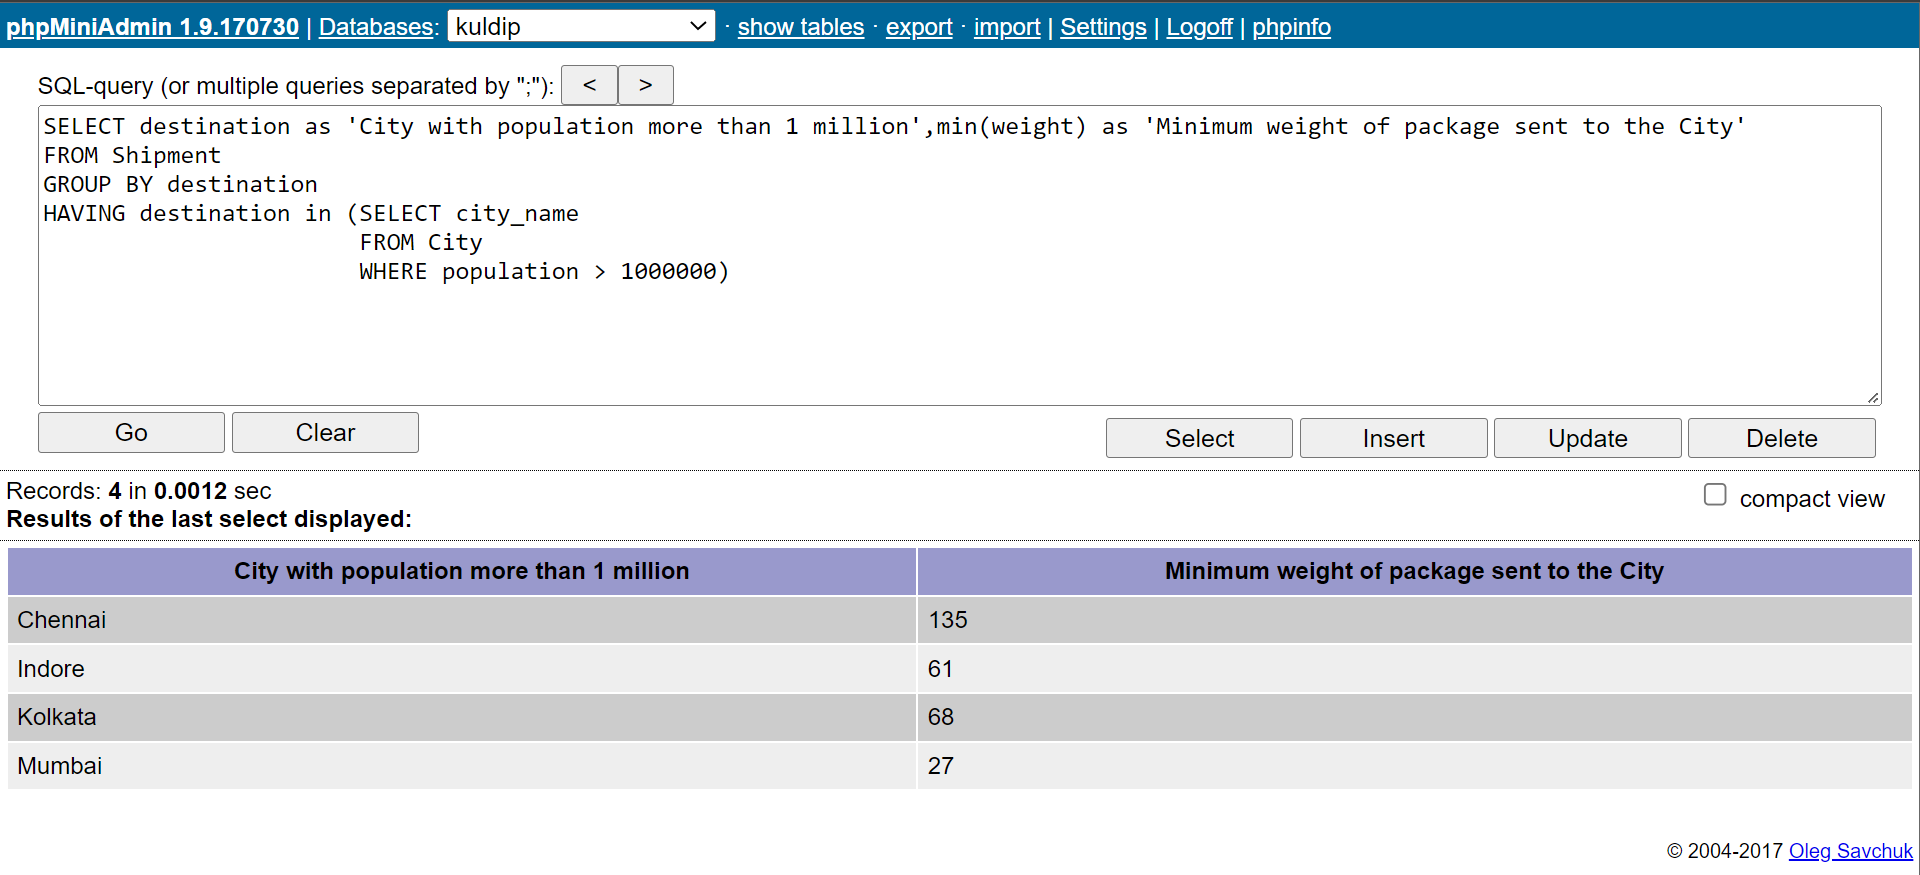 phpMiniAdmin 1.9.170730 | Databases: kuldip · show tables · export · import | Settings | Logoff | phpinfo
SQL-query (or multiple queries separated by ";"): < >
SELECT destination as 'City with population more than 1 million',min(weight) as 'Minimum weight of package sent to the City'
FROM Shipment
GROUP BY destination
HAVING destination in (SELECT city_name
FROM City
WHERE population > 1000000)
Go Clear Select Insert Update Delete
Records: 4 in 0.0012 sec compact view
Results of the last select displayed:
City with population more than 1 million Minimum weight of package sent to the City
Chennai 135
Indore 61
Kolkata 68
Mumbai 27
© 2004-2017 Oleg Savchuk